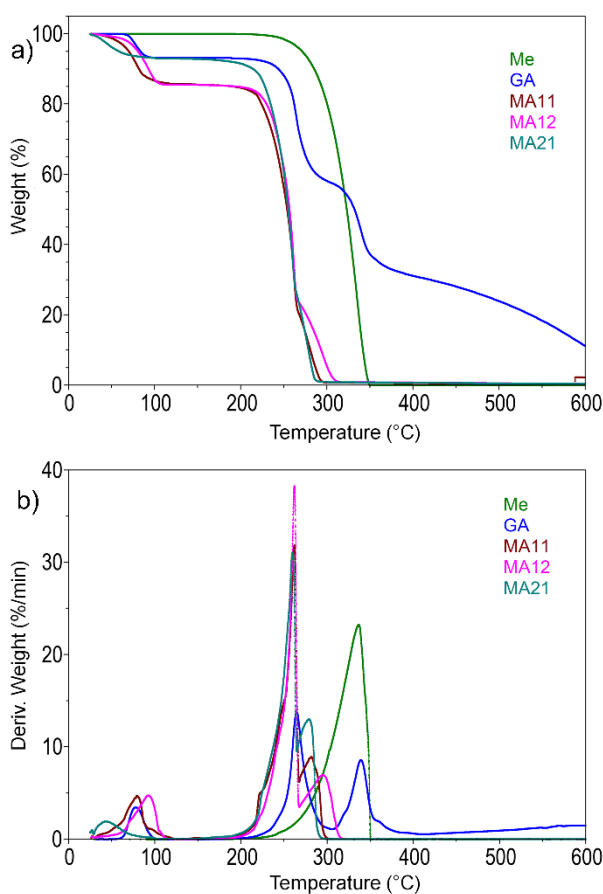 a)
100
80
60
40
20
0
Weight (%)
Me
GA
MA11
MA12
MA21
0 100 200 300 400 500 600
Temperature (°C)
b)
40
30
20
10
0
Deriv. Weight (%/min)
Me
GA
MA11
MA12
MA21
0 100 200 300 400 500 600
Temperature (°C)